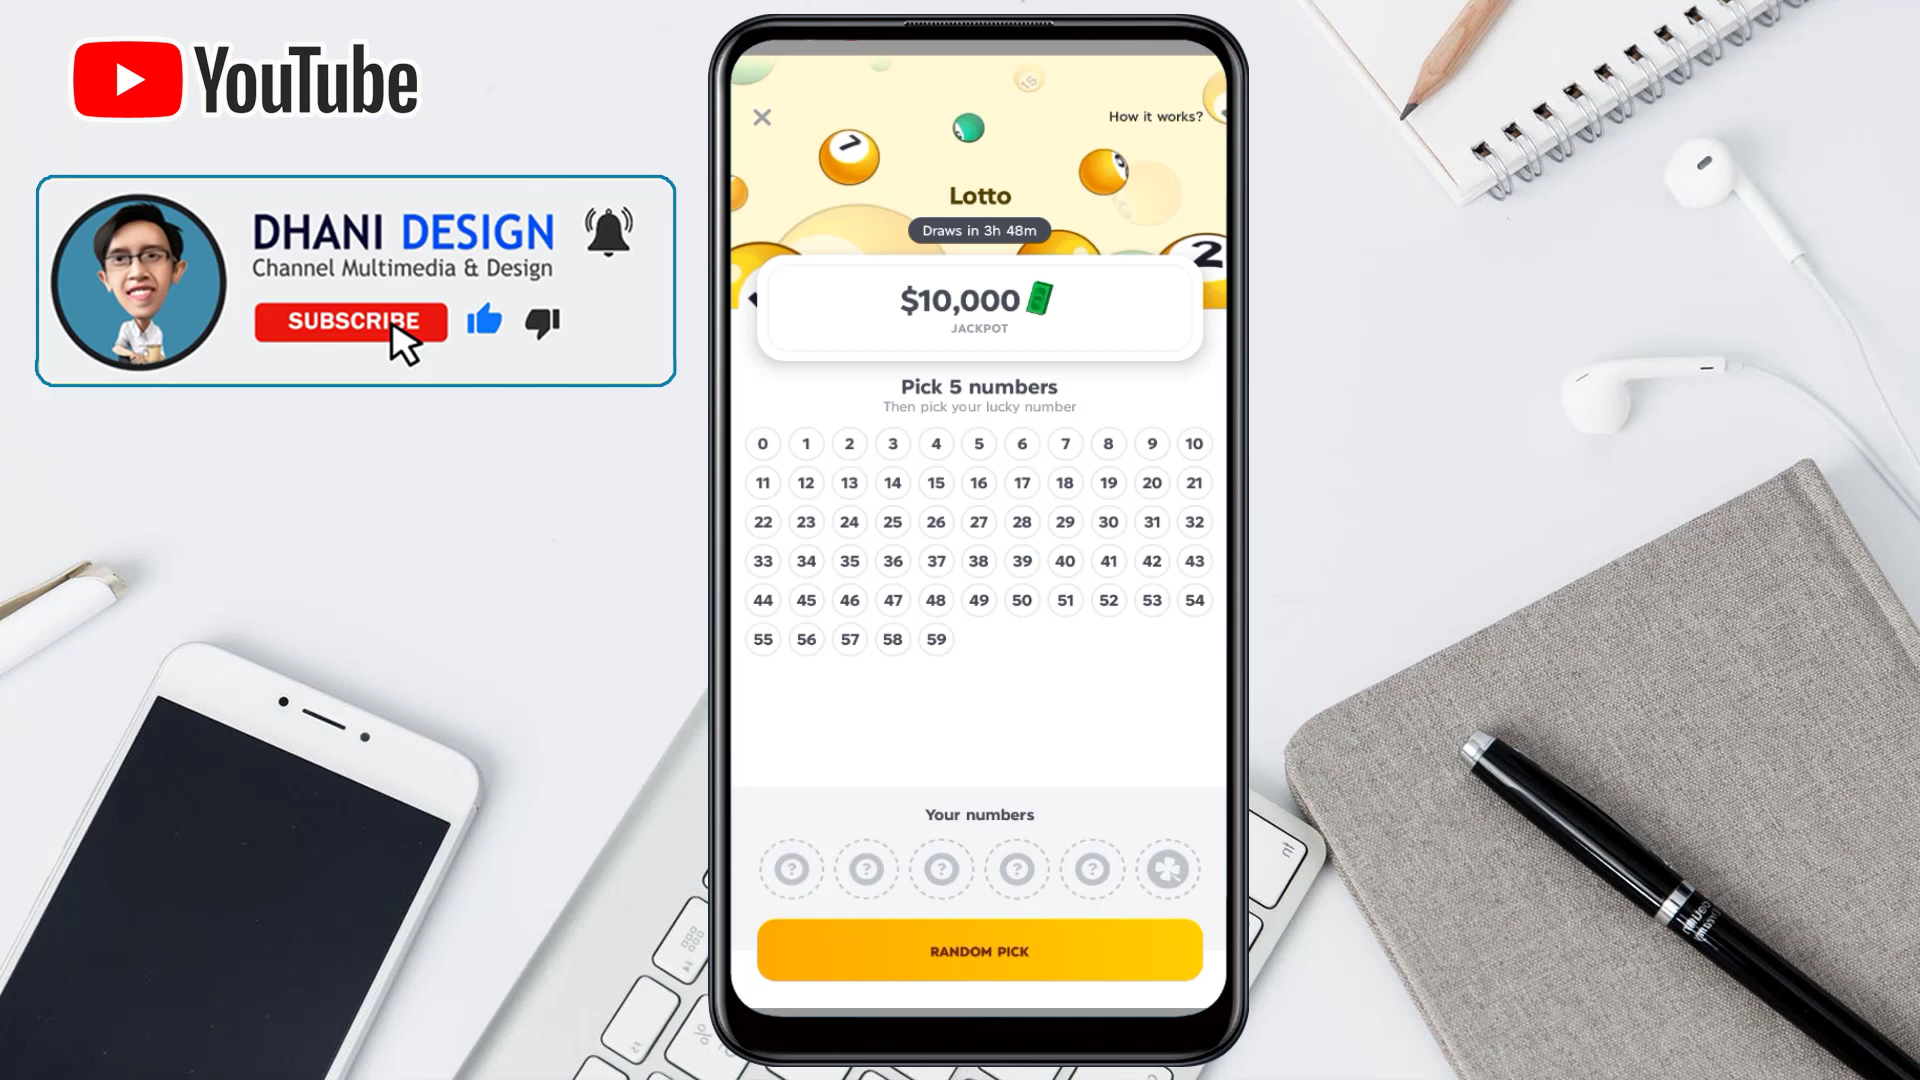 YouTube
DHANI DESIGN
Channel Multimedia & Design
SUBSCRIBE
15
How it works?
7
9
Lotto
Draws in 3h 48m
2
$10,000
JACKPOT
Pick 5 numbers
Then pick your lucky number
0 1 2 3 4 5 6 7 8 9 10
11 12 13 14 15 16 17 18 19 20 21
22 23 24 25 26 27 28 29 30 31 32
33 34 35 36 37 38 39 40 41 42 43
44 45 46 47 48 49 50 51 52 53 54
55 56 57 58 59
Your numbers
? ? ? ? ?
RANDOM PICK